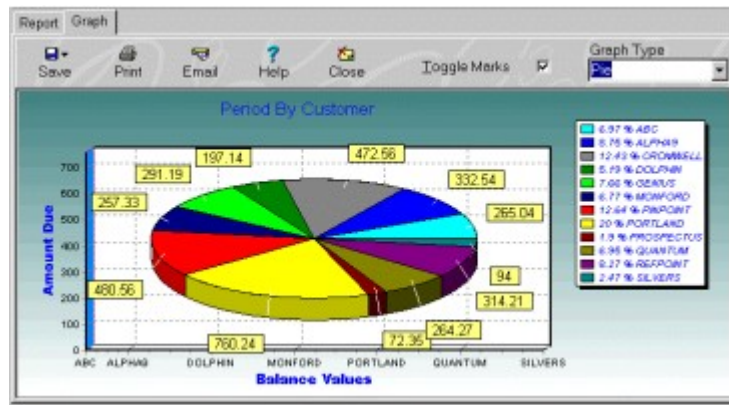 Report Graph
Save Print Email Help Close Toggle Marks Graph Type
Pie
Period By Customer
6.97 % ABC
8.76 % ALPHA9
12.43 % CROMWELL
5.19 % DOLPHIN
7.66 % GENIUS
6.77 % MONFORD
12.64 % PINPOINT
20 % PORTLAND
1.9 % PROSPECTUS
6.95 % QUANTUM
8.27 % REFPOINT
2.47 % SILVERS
Amount Due
700
600
500
400
300
200
100
0
197.14
472.56
291.19
332.54
257.33
265.04
480.56
94
314.21
264.27
760.24
72.35
ABC ALPHA9 DOLPHIN MONFORD PORTLAND QUANTUM SILVERS
Balance Values